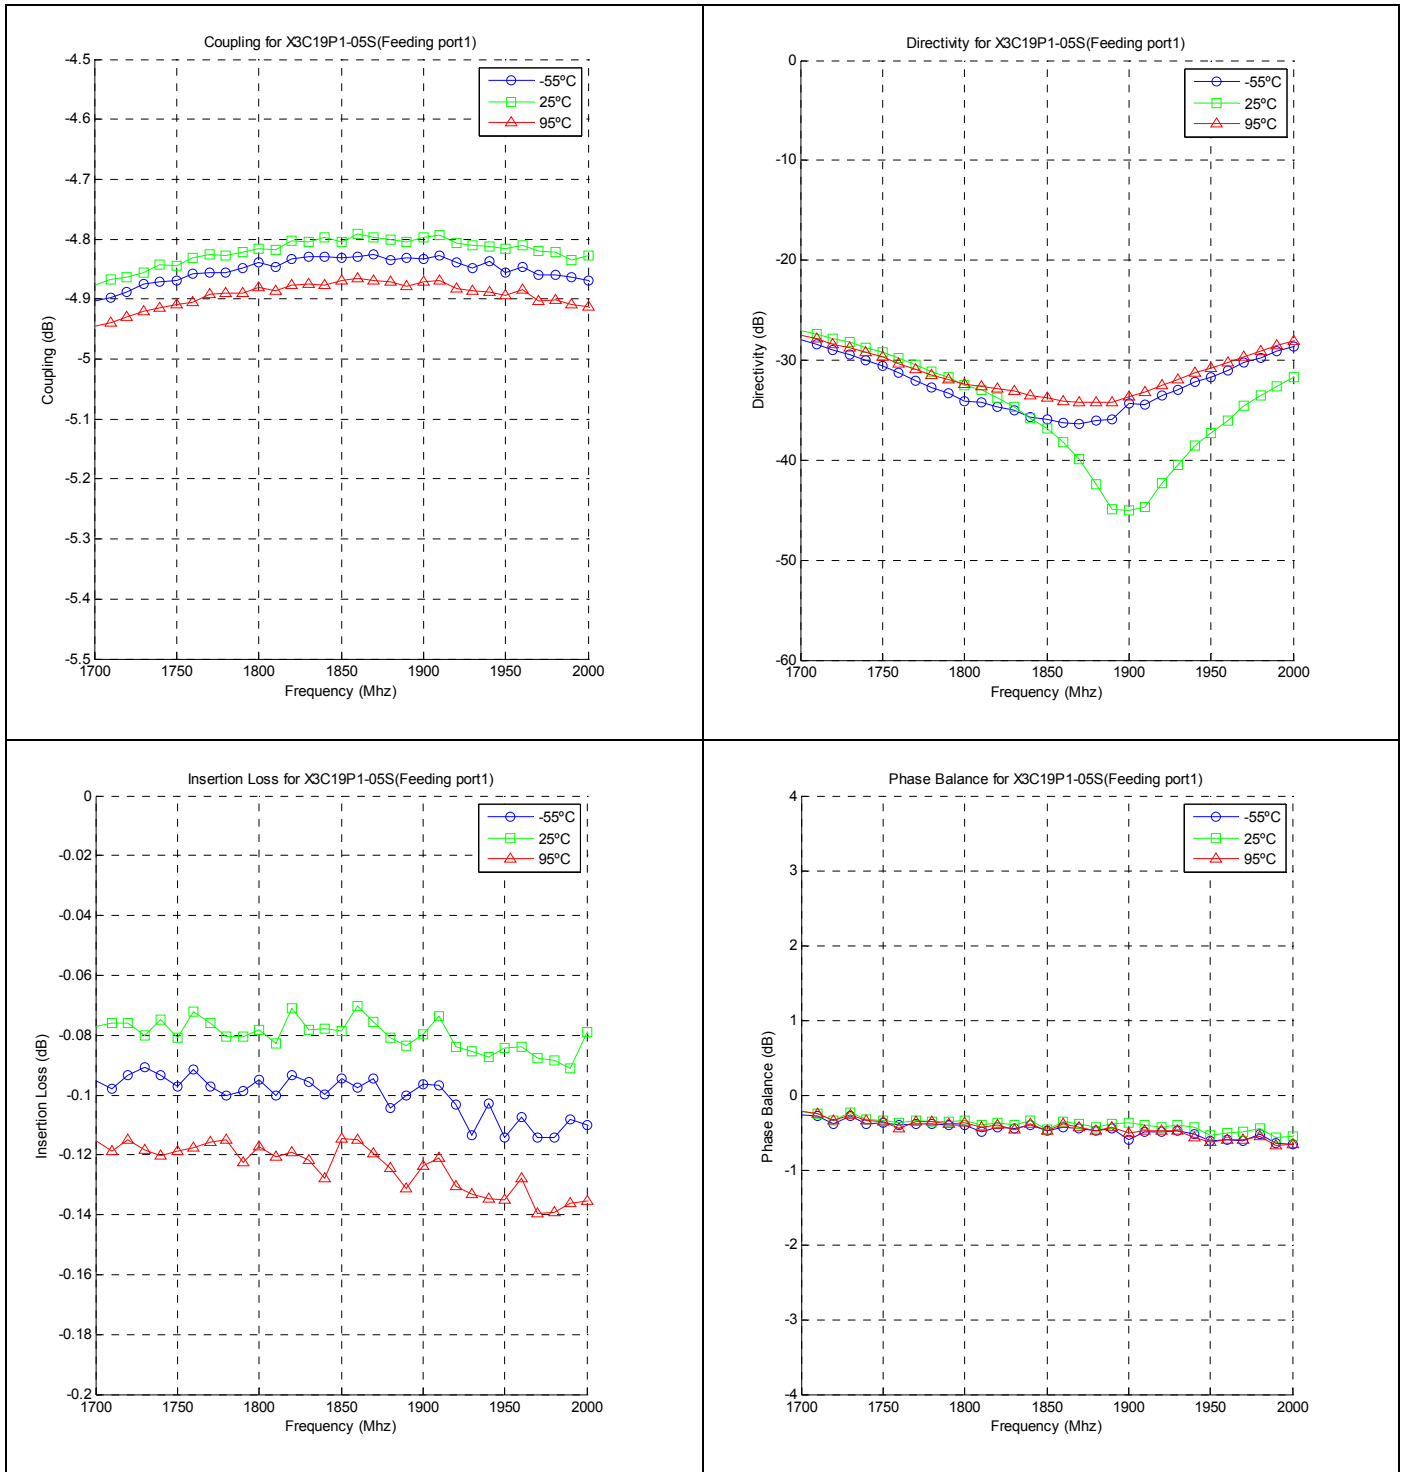 Coupling for X3C19P1-05S(Feeding port1)
-4.5
-4.6
-4.7
-4.8
-4.9
-5
-5.1
-5.2
-5.3
-5.4
-5.5
Coupling (dB)
-55ºC
25ºC
95ºC
1700 1750 1800 1850 1900 1950 2000
Frequency (Mhz)
Directivity for X3C19P1-05S(Feeding port1)
0
-10
-20
-30
-40
-50
-60
Directivity (dB)
-55ºC
25ºC
95ºC
1700 1750 1800 1850 1900 1950 2000
Frequency (Mhz)
Insertion Loss for X3C19P1-05S(Feeding port1)
0
-0.02
-0.04
-0.06
-0.08
-0.1
-0.12
-0.14
-0.16
-0.18
-0.2
Insertion Loss (dB)
-55ºC
25ºC
95ºC
1700 1750 1800 1850 1900 1950 2000
Frequency (Mhz)
Phase Balance for X3C19P1-05S(Feeding port1)
4
3
2
1
0
-1
-2
-3
-4
Phase Balance (dB)
-55ºC
25ºC
95ºC
1700 1750 1800 1850 1900 1950 2000
Frequency (Mhz)